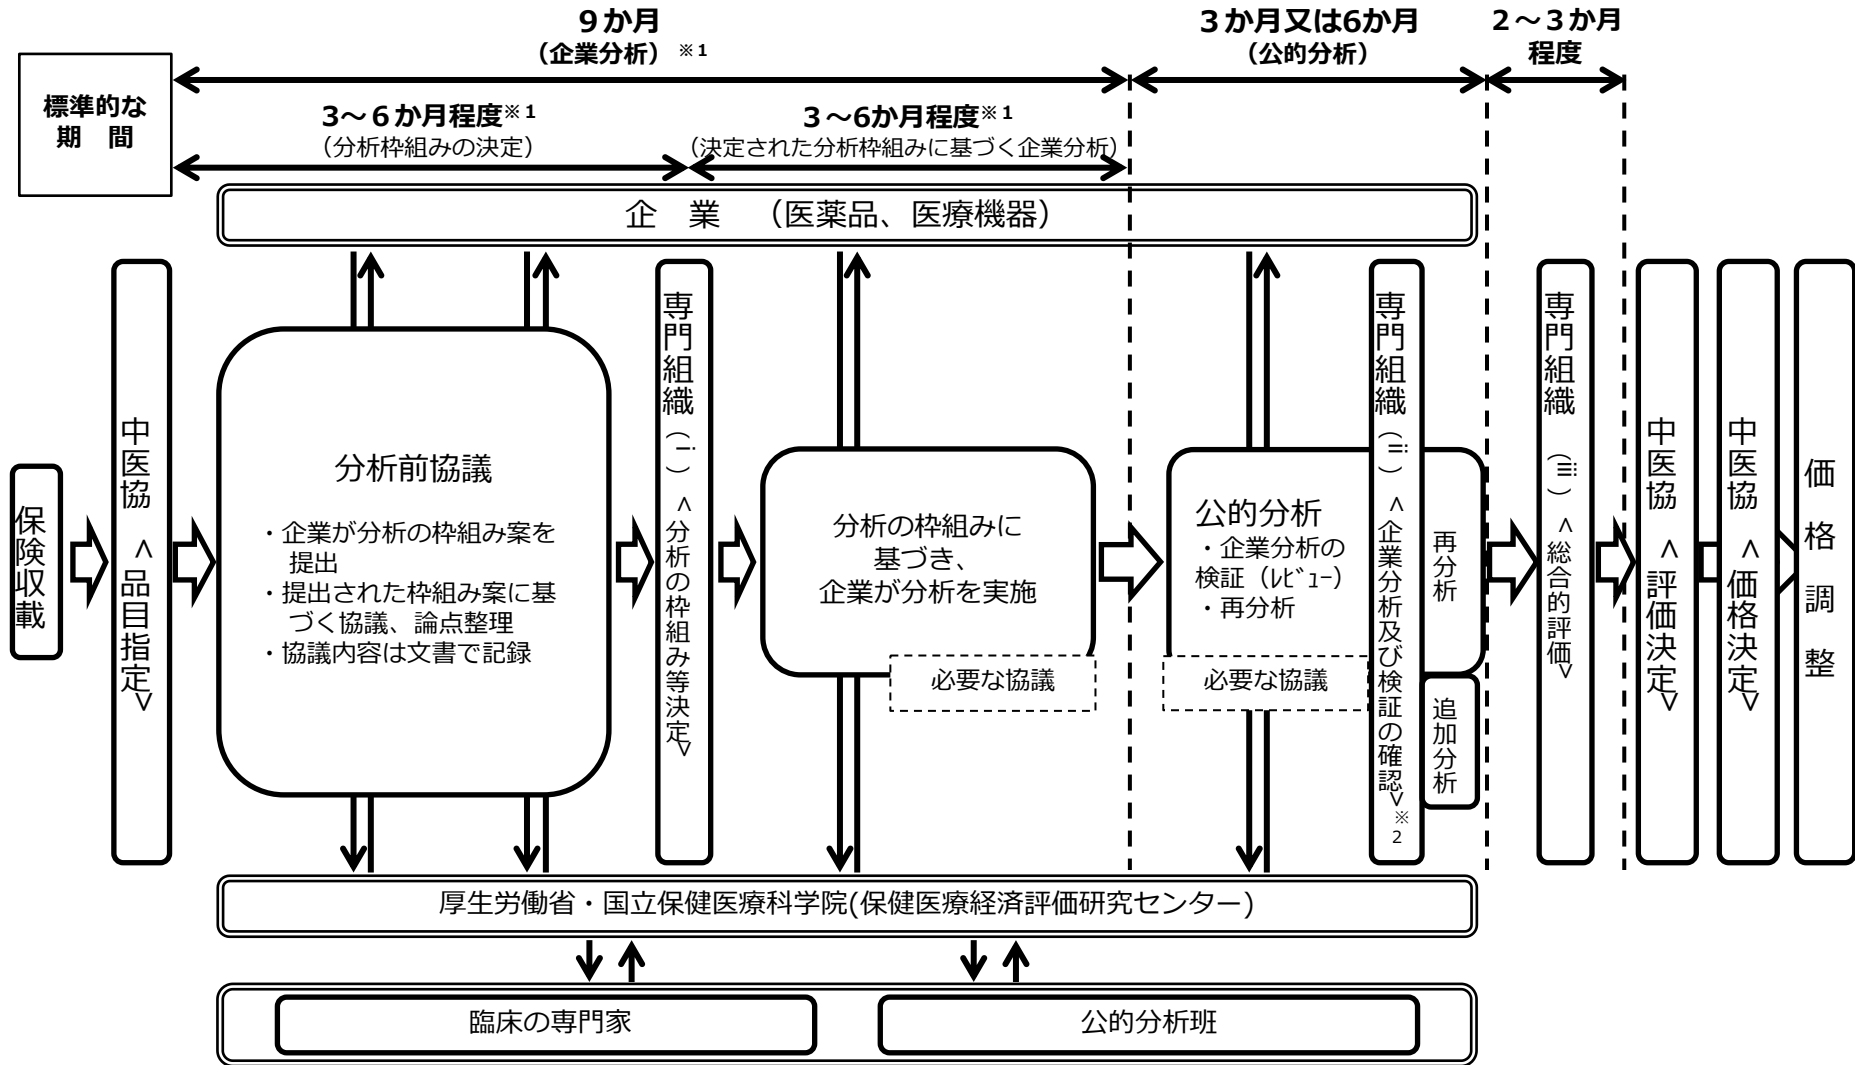 ９か月
（企業分析）※１
３か月又は6か月
（公的分析）
２～３か月
程度
標準的な
期　間
3～６か月程度※１
（分析枠組みの決定）
３～6か月程度※１
（決定された分析枠組みに基づく企業分析）
企　業　（医薬品、医療機器）
保険収載
中医協　<品目指定>
分析前協議
・企業が分析の枠組み案を
提出
・提出された枠組み案に基
づく協議、論点整理
・協議内容は文書で記録
専門組織（ⅰ）<分析の枠組み等決定>
分析の枠組みに
基づき、
企業が分析を実施
必要な協議
公的分析
・企業分析の
検証（ﾚﾋﾞｭｰ）
・再分析
必要な協議
専門組織（ⅱ）<企業分析及び検証の確認>※2
再分析
追加分析
専門組織　（ⅲ）<総合的評価>
中医協　<評価決定>
中医協　<価格決定>
価格調整
厚生労働省・国立保健医療科学院(保健医療経済評価研究センター)
臨床の専門家
公的分析班